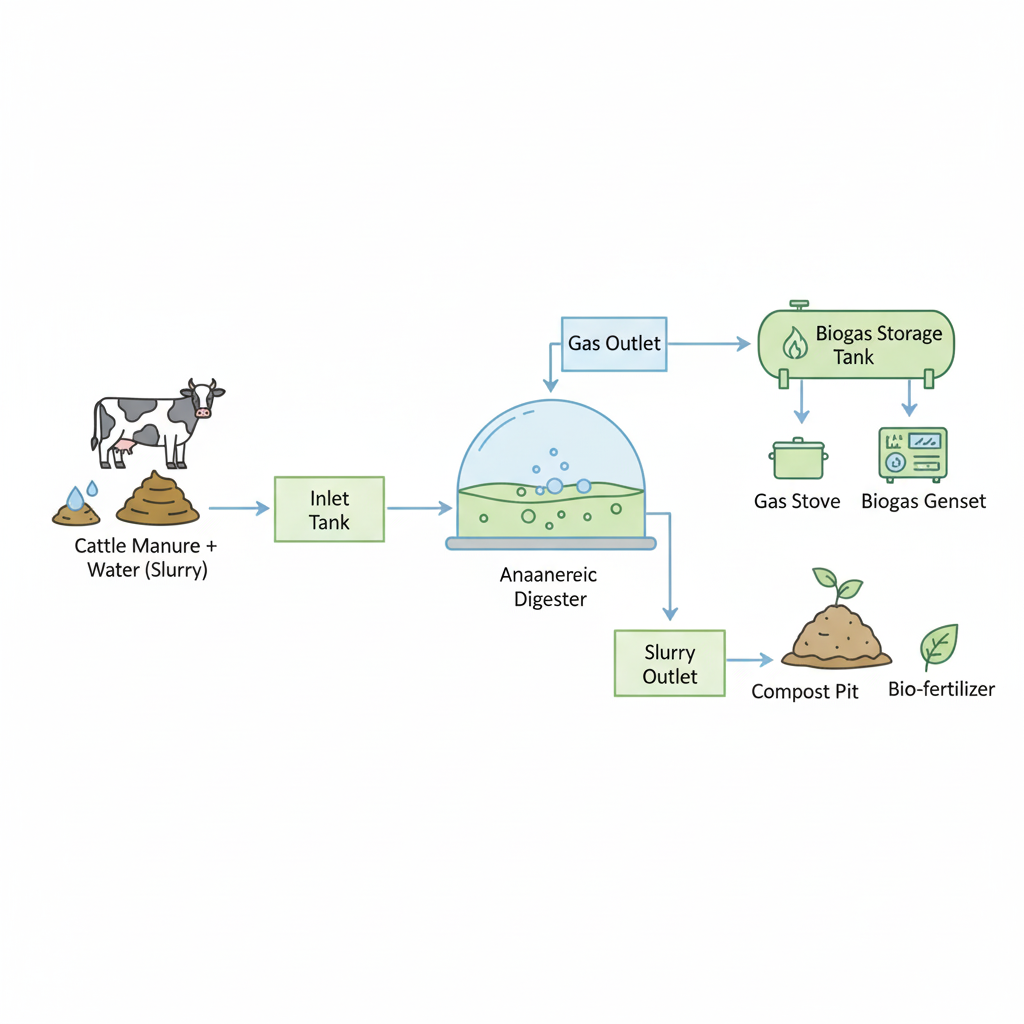 Gas Outlet
Biogas Storage
Tank
Inlet
Tank
Gas Stove
Biogas Genset
Cattle Manure +
Water (Slurry)
Anaanereic
Digester
Slurry
Outlet
Compost Pit
Bio-fertilizer